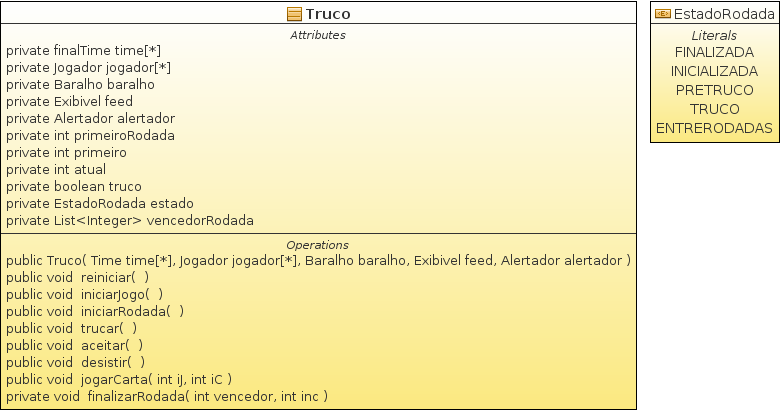 Truco
Attributes
private finalTime time[*]
private Jogador jogador[*]
private Baralho baralho
private Exibivel feed
private Alertador alertador
private int primeiroRodada
private int primeiro
private int atual
private boolean truco
private EstadoRodada estado
private List<Integer> vencedorRodada
Operations
public Truco( Time time[*], Jogador jogador[*], Baralho baralho, Exibivel feed, Alertador alertador )
public void reiniciar( )
public void iniciarJogo( )
public void iniciarRodada( )
public void trucar( )
public void aceitar( )
public void desistir( )
public void jogarCarta( int iJ, int iC )
private void finalizarRodada( int vencedor, int inc )
<E> EstadoRodada
Literals
FINALIZADA
INICIALIZADA
PRETRUCO
TRUCO
ENTRERODADAS